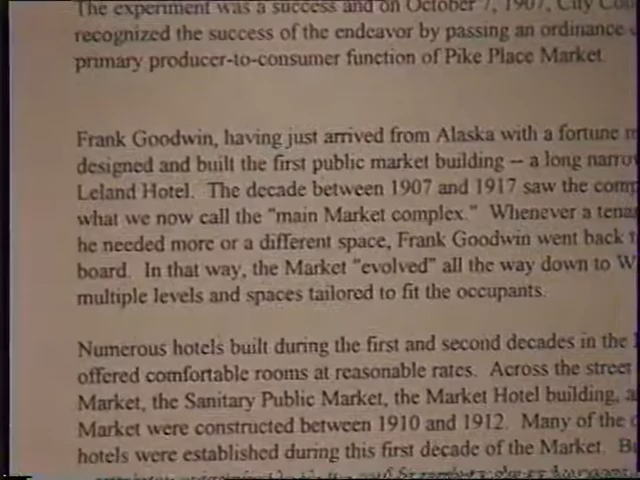 The experiment was a success and on October 7, 1907, City
recognized the success of the endeavor by passing an ordinance
primary producer-to-consumer function of Pike Place Market.
Frank Goodwin, having just arrived from Alaska with a fortune
designed and built the first public market building -- a long
Leland Hotel. The decade between 1907 and 1917 saw the
what we now call the "main Market complex." Whenever a
he needed more or a different space, Frank Goodwin went back
board. In that way, the Market "evolved" all the way down to W
multiple levels and spaces tailored to fit the occupants.
Numerous hotels built during the first and second decades in the
offered comfortable rooms at reasonable rates. Across the street
Market, the Sanitary Public Market, the Market Hotel building,
Market were constructed between 1910 and 1912. Many of the
hotels were established during this first decade of the Market.